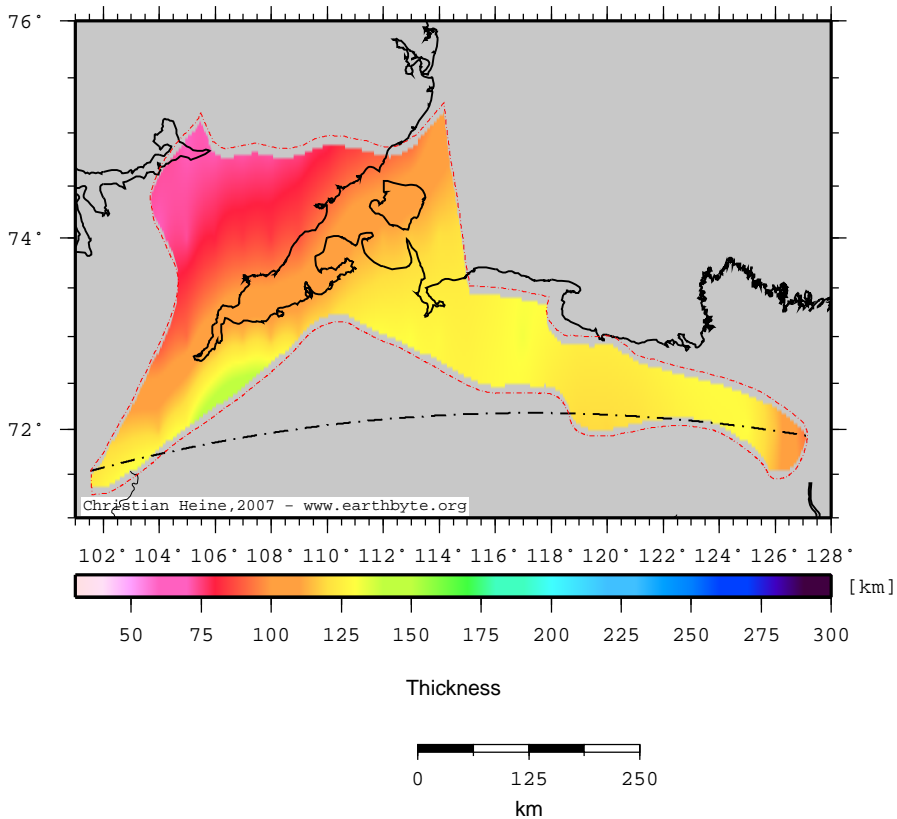 76°
74°
72°
Christian Heine,2007 - www.earthbyte.org
102° 104° 106° 108° 110° 112° 114° 116° 118° 120° 122° 124° 126° 128°
[km]
50 75 100 125 150 175 200 225 250 275 300
Thickness
0 125 250
km